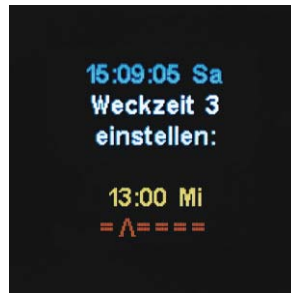 15:09:05 Sa
Weckzeit 3
einstellen:
13:00 Mi
=Λ====